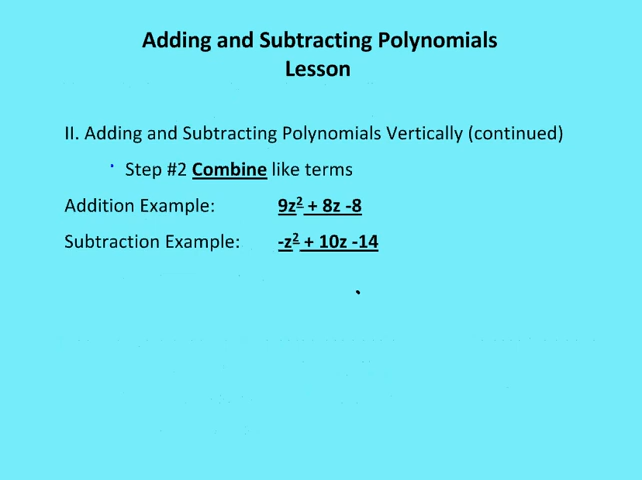 Adding and Subtracting Polynomials
Lesson
II. Adding and Subtracting Polynomials Vertically (continued)
Step #2 Combine like terms
Addition Example: 9z² + 8z -8
Subtraction Example: -z² + 10z -14